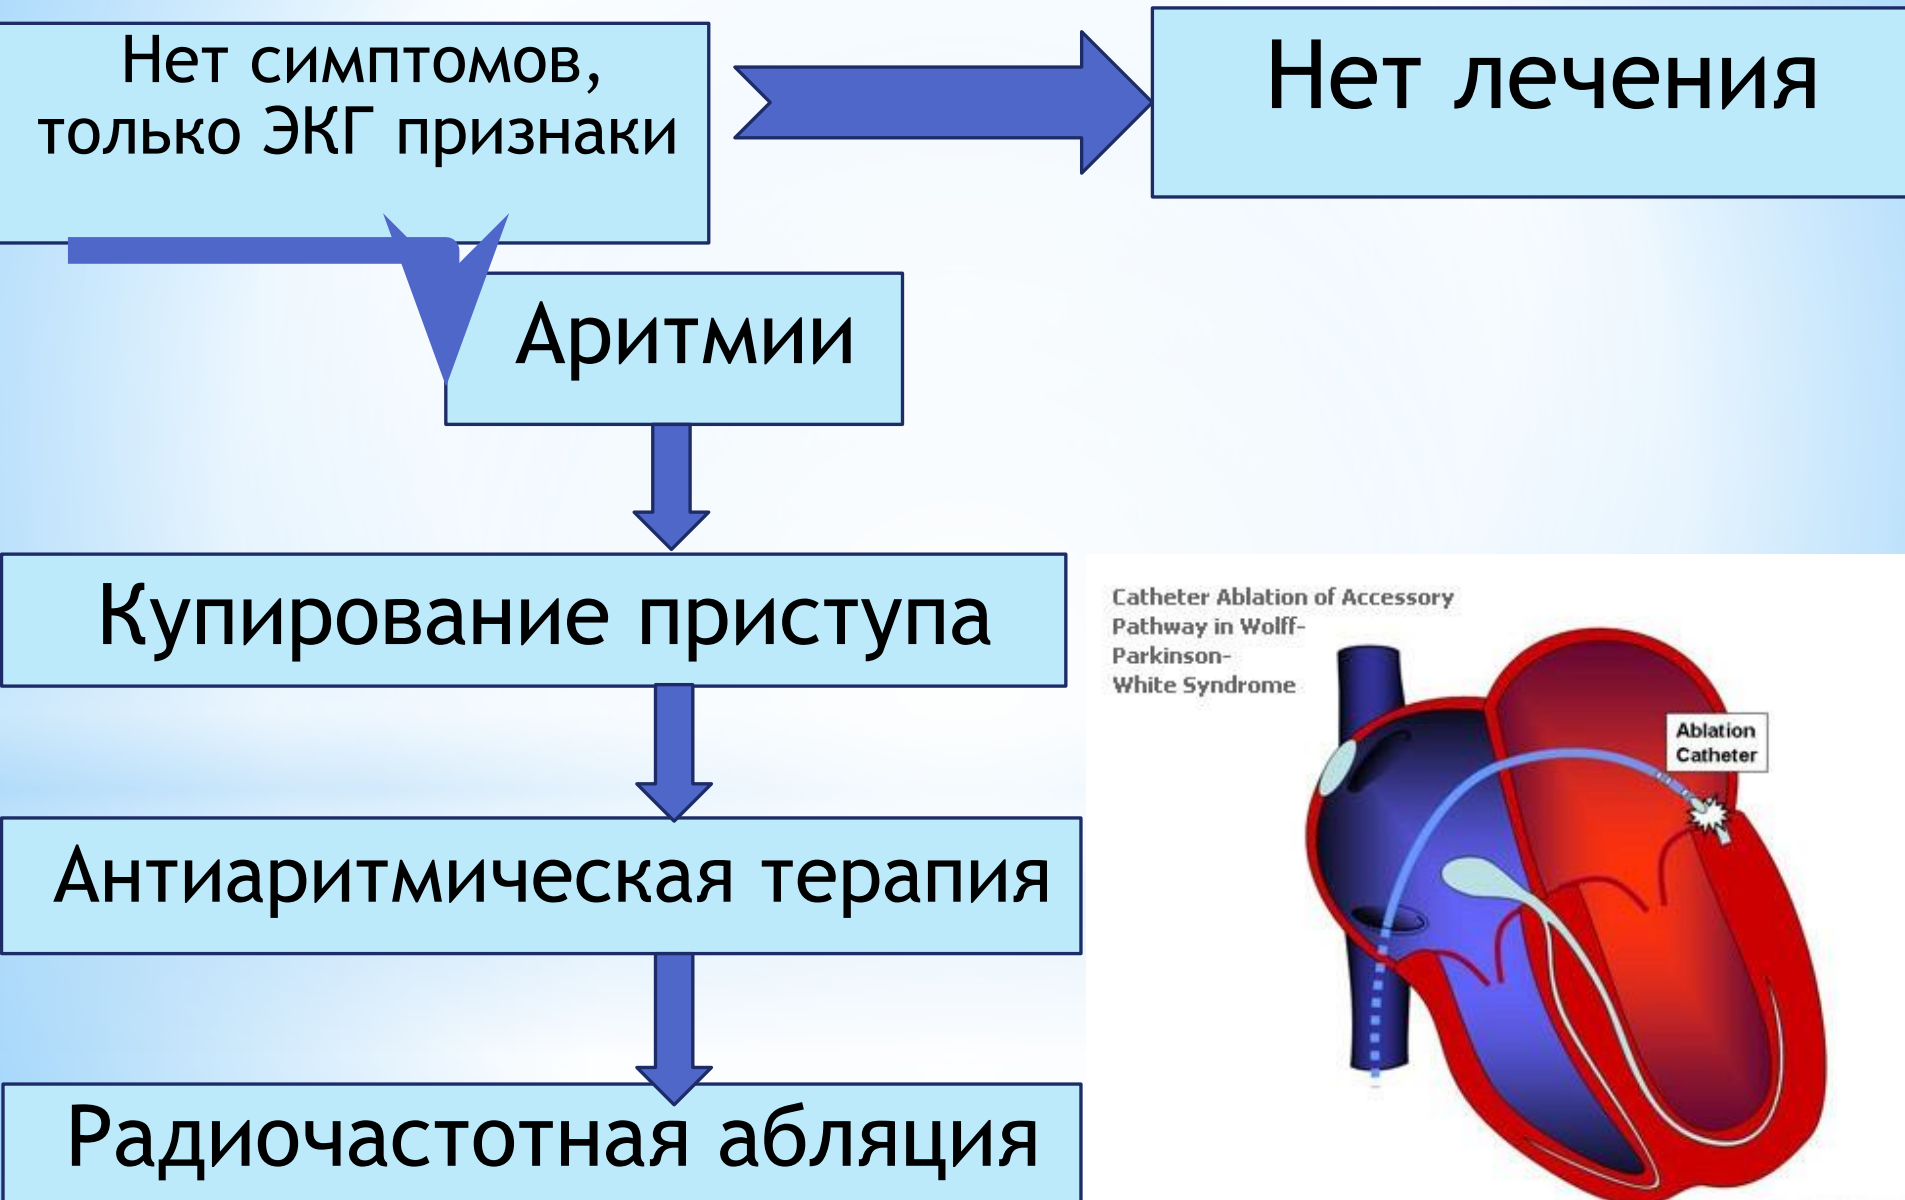 Нет симптомов,
только ЭКГ признаки
Нет лечения
Аритмии
Купирование приступа
Антиаритмическая терапия
Радиочастотная абляция
Catheter Ablation of Accessory
Pathway in Wolff-
Parkinson-
White Syndrome
Ablation
Catheter